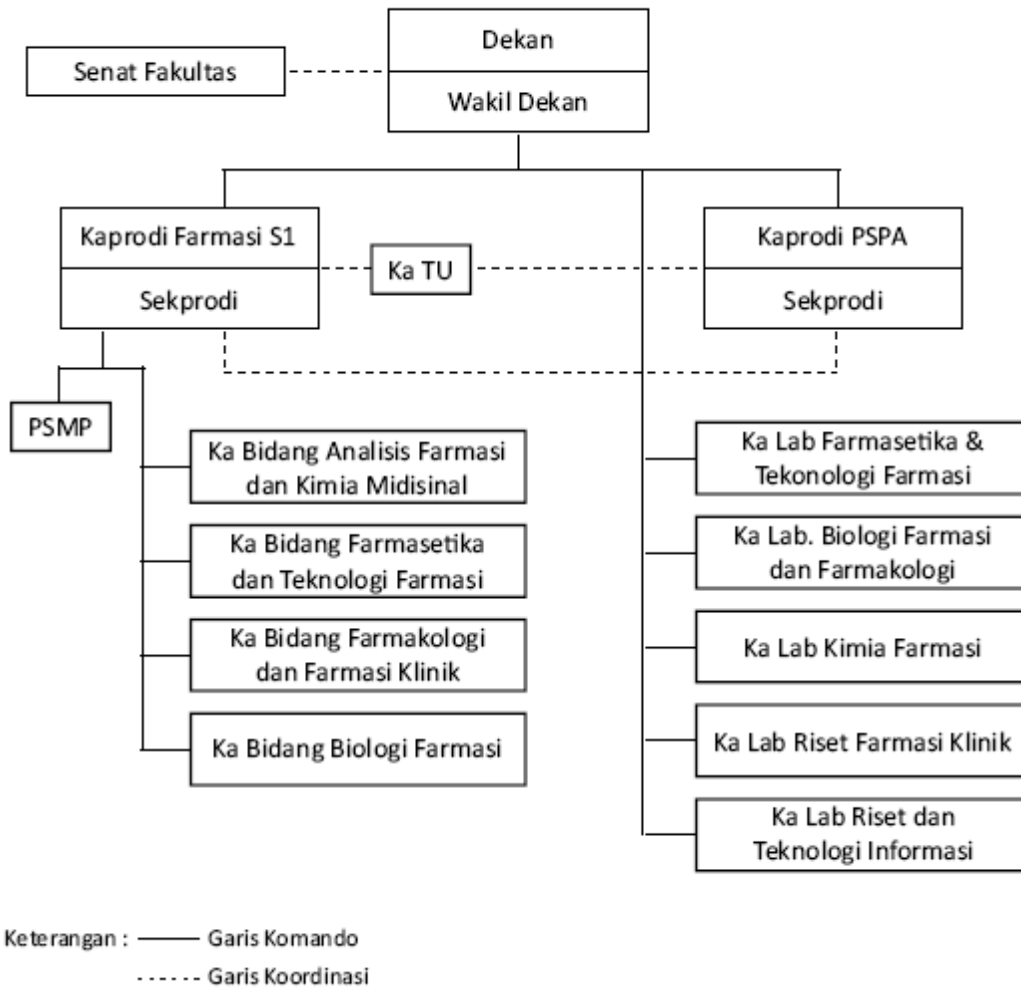 Dekan
Senat Fakultas
Wakil Dekan
Kaprodi Farmasi S1
Kaprodi PSPA
Ka TU
Sekprodi
Sekprodi
PSMP
Ka Bidang Analisis Farmasi
dan Kimia Midisinal
Ka Bidang Farmasetika
dan Teknologi Farmasi
Ka Bidang Farmakologi
dan Farmasi Klinik
Ka Bidang Biologi Farmasi
Ka Lab Farmasetika &
Tekonologi Farmasi
Ka Lab. Biologi Farmasi
dan Farmakologi
Ka Lab Kimia Farmasi
Ka Lab Riset Farmasi Klinik
Ka Lab Riset dan
Teknologi Informasi
Keterangan : Garis Komando
Garis Koordinasi